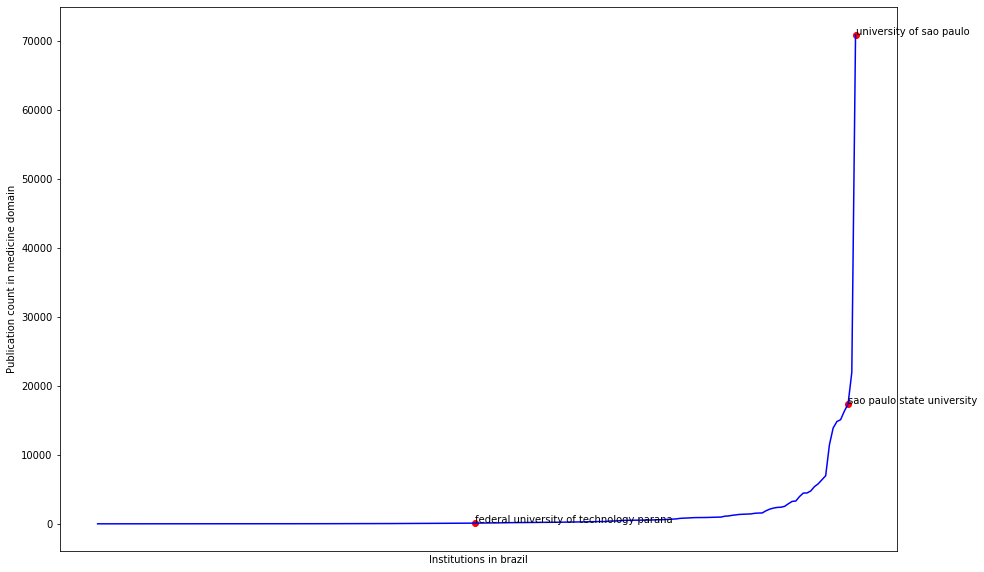 70000
60000
50000
40000
30000
20000
10000
0
Publication count in medicine domain
university of sao paulo
sao paulo state university
federal university of technology parana
Institutions in brazil